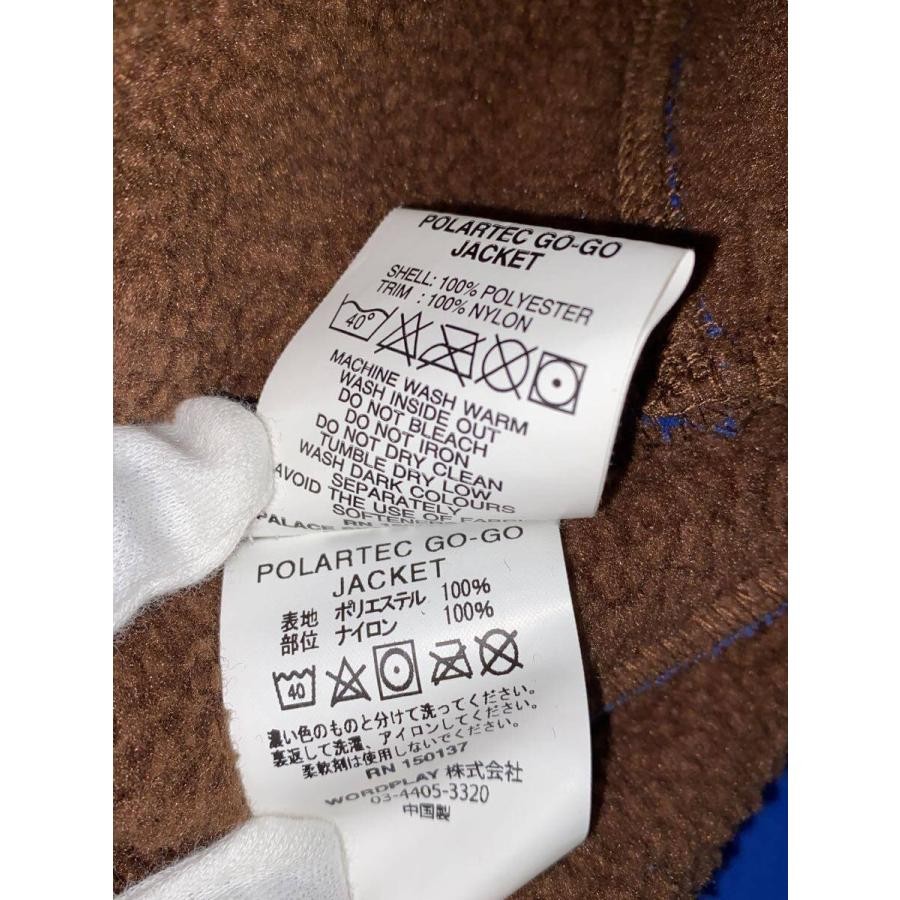 POLARTEC GO-GO
JACKET
SHELL: 100% POLYESTER
TRIM : 100% NYLON
40°
MACHINE WASH WARM
WASH INSIDE OUT
DO NOT BLEACH
DO NOT IRON
DO NOT DRY CLEAN
TUMBLE DRY LOW
WASH DARK COLOURS
SEPARATELY
AVOID THE USE OF FABRIC
SOFTENERS
PALACE
RN
POLARTEC GO-GO
JACKET
表地 ポリエステル 100%
部位 ナイロン 100%
40
濃い色のものと分けて洗ってください。
裏返して洗濯、アイロンしてください。
柔軟剤は使用しないでください。
RN 150137
WORDPLAY 株式会社
03-4405-3320
中国製